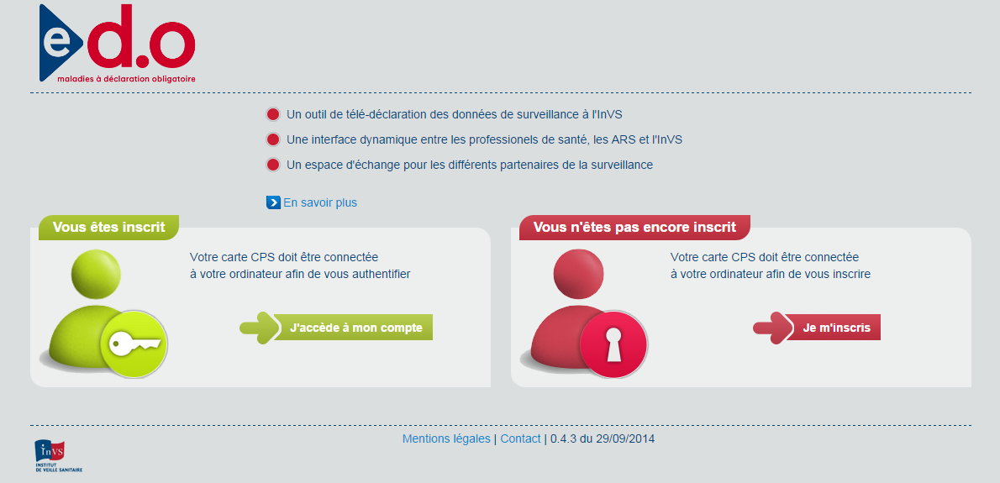 e d.o
maladies à déclaration obligatoire
Un outil de télé-déclaration des données de surveillance à l'InVS
Une interface dynamique entre les professionels de santé, les ARS et l'InVS
Un espace d'échange pour les différents partenaires de la surveillance
En savoir plus
Vous êtes inscrit
Votre carte CPS doit être connectée
à votre ordinateur afin de vous authentifier
J'accède à mon compte
Vous n'êtes pas encore inscrit
Votre carte CPS doit être connectée
à votre ordinateur afin de vous inscrire
Je m'inscris
Mentions légales | Contact | 0.4.3 du 29/09/2014
inVS
INSTITUT
DE VEILLE SANITAIRE